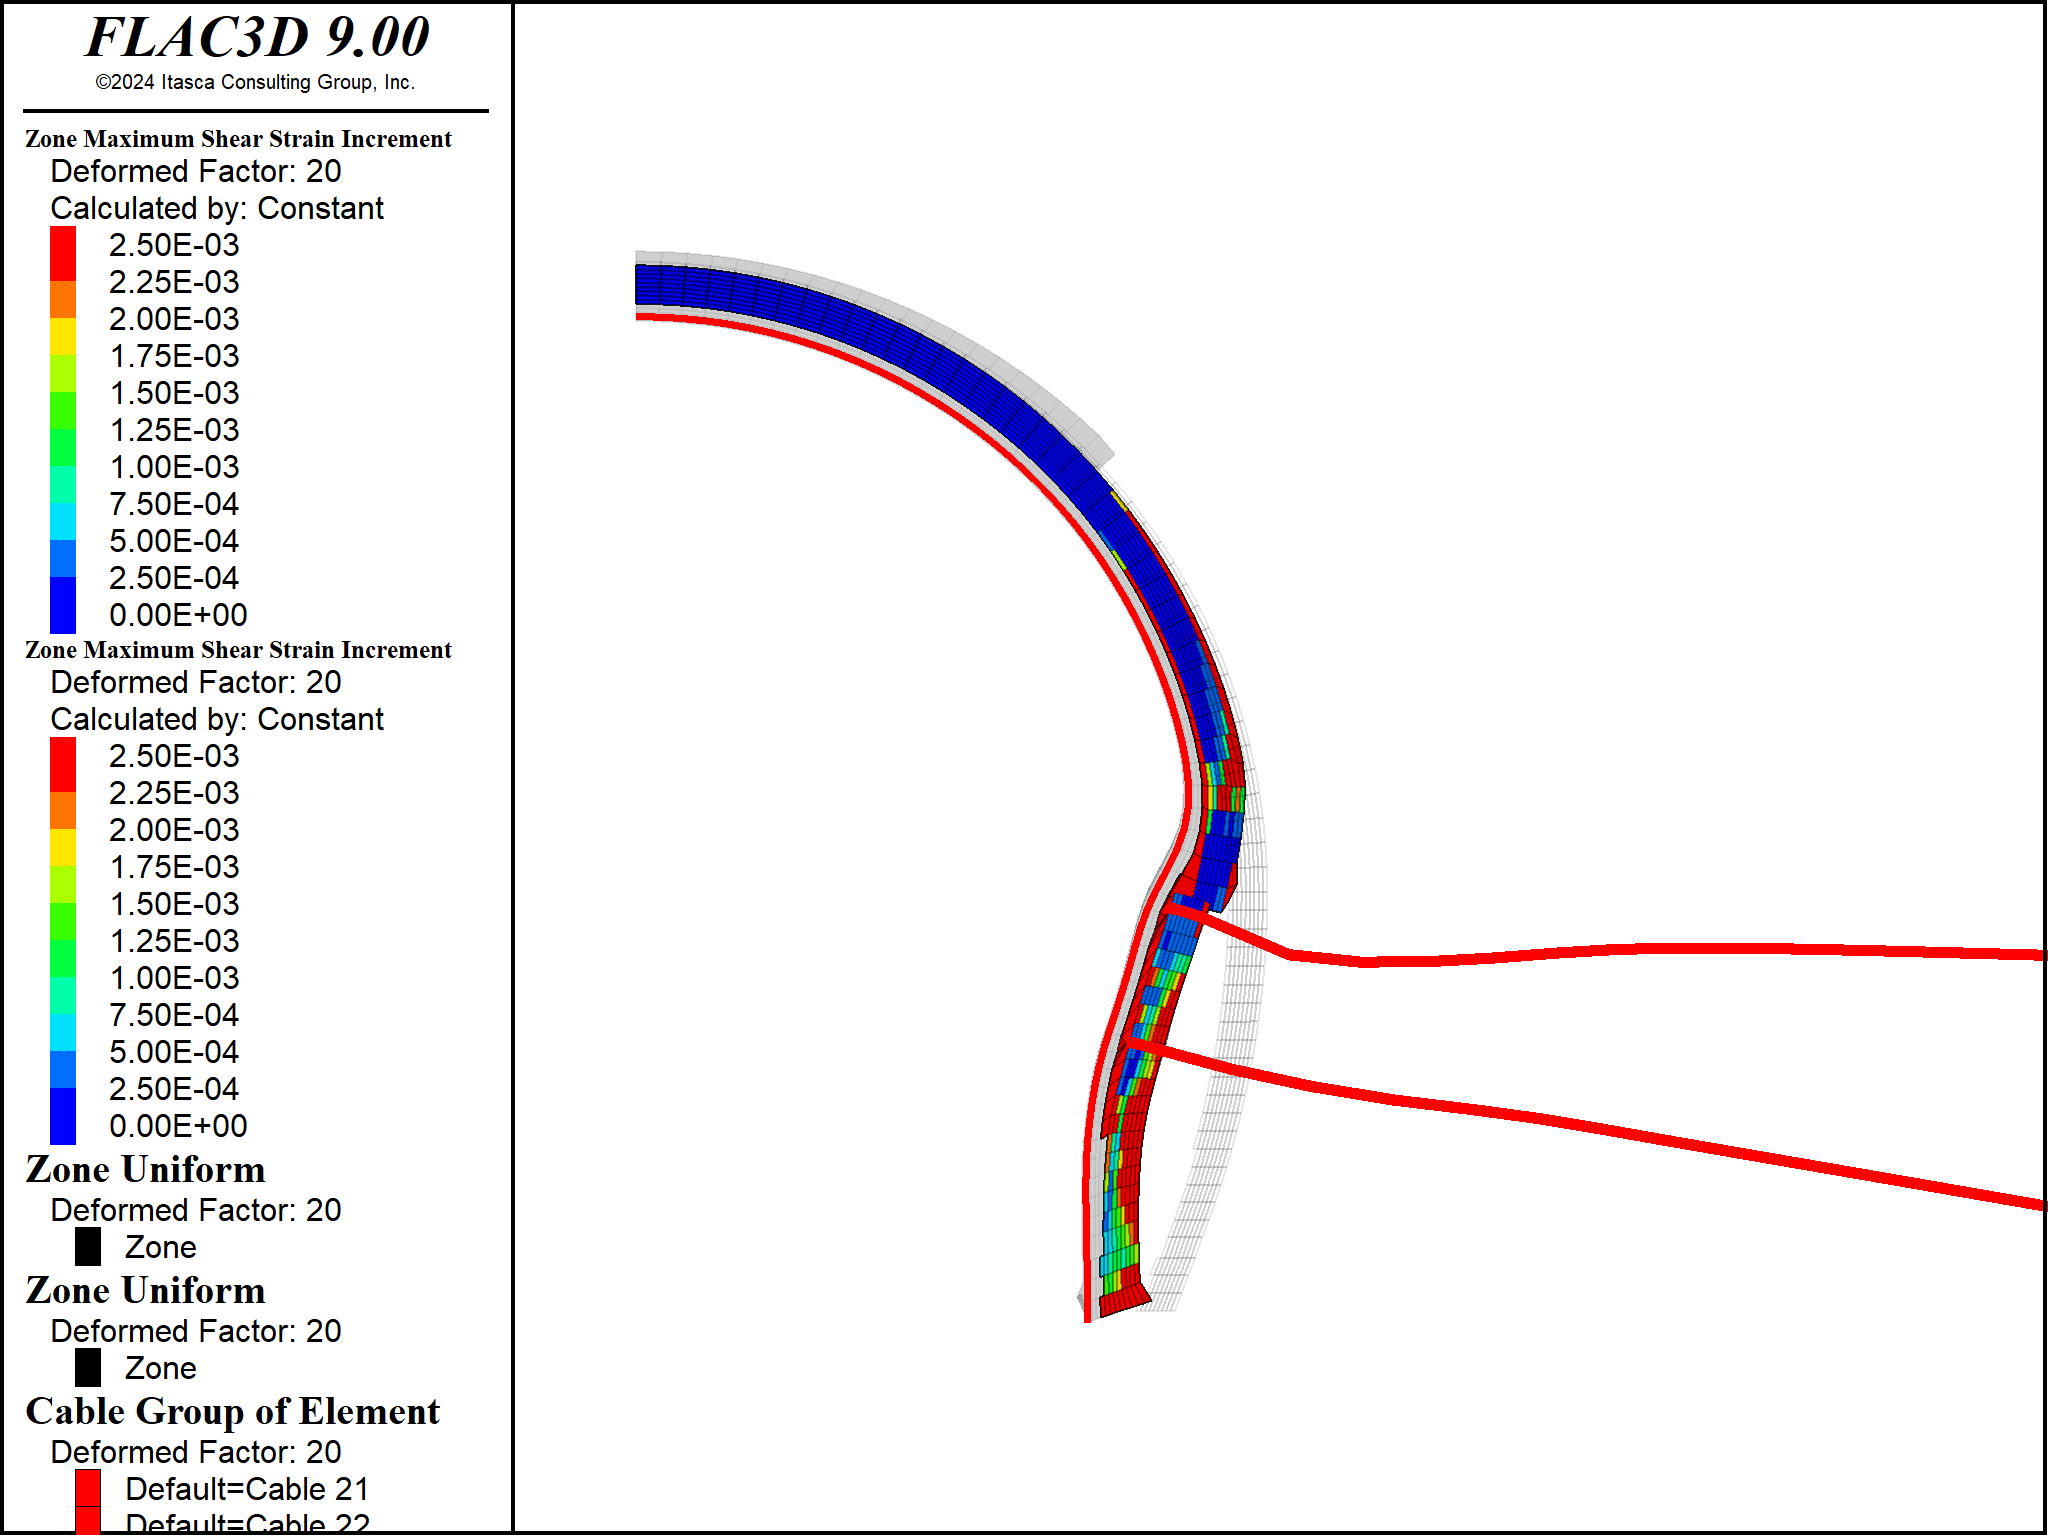 FLAC3D 9.00
©2024 Itasca Consulting Group, Inc.
Zone Maximum Shear Strain Increment
Deformed Factor: 20
Calculated by: Constant
2.50E-03
2.25E-03
2.00E-03
1.75E-03
1.50E-03
1.25E-03
1.00E-03
7.50E-04
5.00E-04
2.50E-04
0.00E+00
Zone Maximum Shear Strain Increment
Deformed Factor: 20
Calculated by: Constant
2.50E-03
2.25E-03
2.00E-03
1.75E-03
1.50E-03
1.25E-03
1.00E-03
7.50E-04
5.00E-04
2.50E-04
0.00E+00
Zone Uniform
Deformed Factor: 20
Zone
Zone Uniform
Deformed Factor: 20
Zone
Cable Group of Element
Deformed Factor: 20
Default=Cable 21
Default=Cable 22